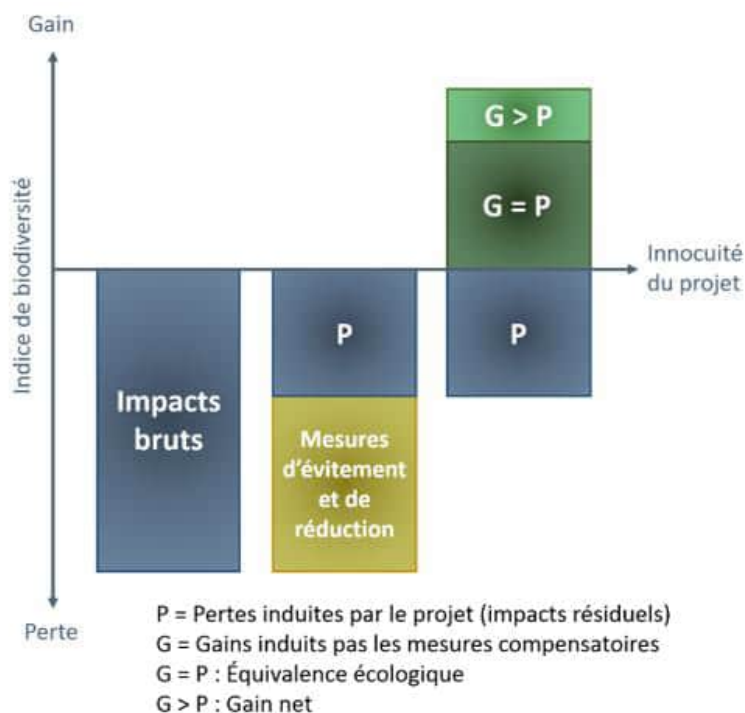 Gain
Indice de biodiversité
G > P
G = P
Innocuité
du projet
P
P
Impacts
bruts
Mesures
d'évitement
et de
réduction
Perte
P = Pertes induites par le projet (impacts résiduels)
G = Gains induits pas les mesures compensatoires
G = P : Équivalence écologique
G > P : Gain net